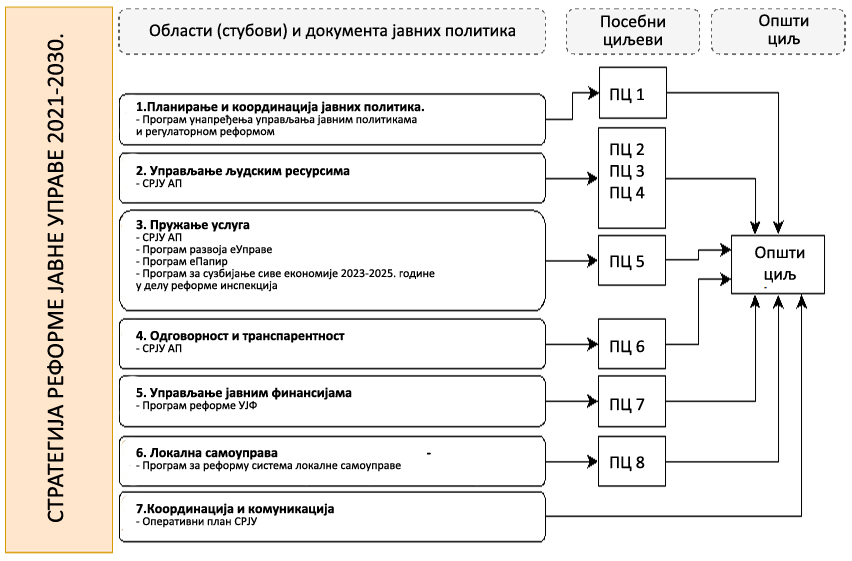 СТРАТЕГИЈА РЕФОРМЕ ЈАВНЕ УПРАВЕ 2021-2030.
Области (стубови) и документа јавних политика
Посебни
циљеви
Општи
циљ
1.Планирање и координација јавних политика.
- Програм унапређења управљања јавним политикама
и регулаторном реформом
ПЦ 1
2. Управљање људским ресурсима
- СРЈУ АП
ПЦ 2
ПЦ 3
ПЦ 4
3. Пружање услуга
- СРЈУ АП
- Програм развоја еУправе
- Програм еПапир
- Програм за сузбијање сиве економије 2023-2025. године
у делу реформе инспекција
ПЦ 5
Општи
циљ
4. Одговорност и транспарентност
- СРЈУ АП
ПЦ 6
5. Управљање јавним финансијама
- Програм реформе УЈФ
ПЦ 7
6. Локална самоуправа -
- Програм за реформу система локалне самоуправе
ПЦ 8
7.Координација и комуникација
- Оперативни план СРЈУ